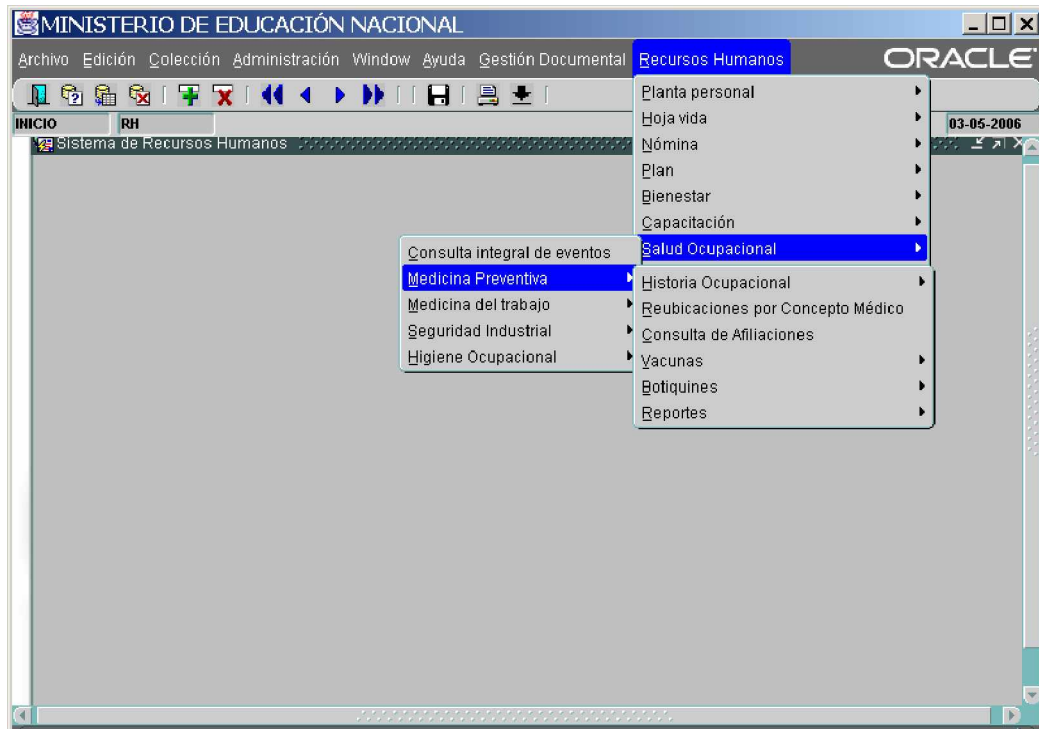 MINISTERIO DE EDUCACIÓN NACIONAL
Archivo Edición Colección Administración Window Ayuda Gestión Documental Recursos Humanos ORACLE
INICIO RH 03-05-2006
Sistema de Recursos Humanos
Planta personal
Hoja vida
Nómina
Plan
Bienestar
Capacitación
Salud Ocupacional
Consulta integral de eventos
Medicina Preventiva
Medicina del trabajo
Seguridad Industrial
Higiene Ocupacional
Historia Ocupacional
Reubicaciones por Concepto Médico
Consulta de Afiliaciones
Vacunas
Botiquines
Reportes